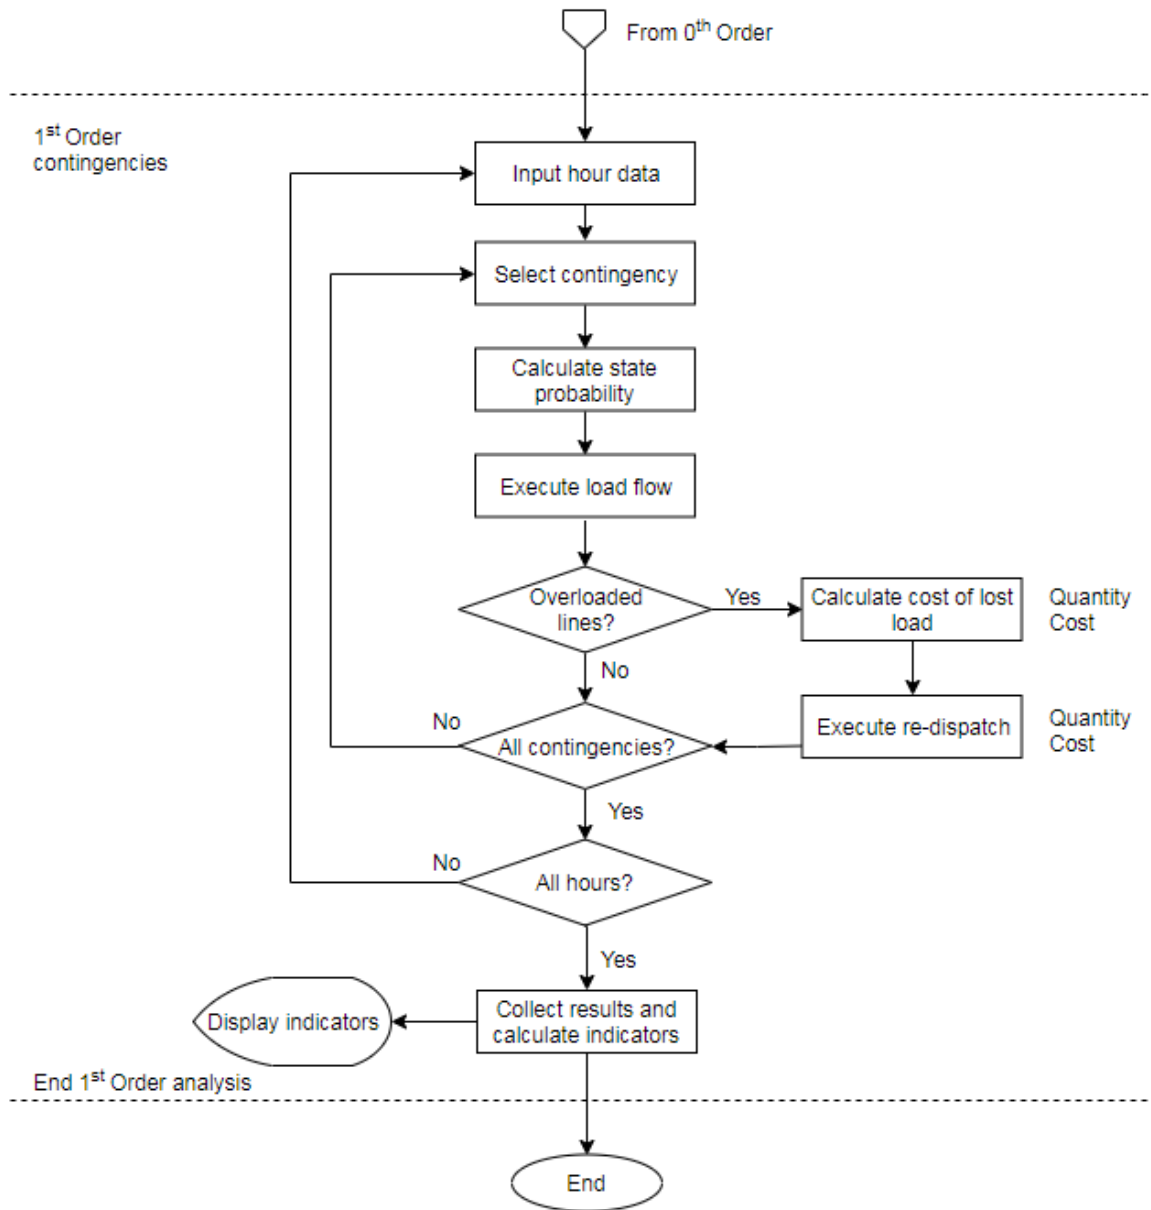 From 0th Order
1st Order
contingencies
Input hour data
Select contingency
Calculate state
probability
Execute load flow
Overloaded
lines?
Yes
Calculate cost of lost
load
Quantity
Cost
No
Execute re-dispatch
Quantity
Cost
No
All contingencies?
Yes
No
All hours?
Yes
Collect results and
calculate indicators
Display indicators
End 1st Order analysis
End